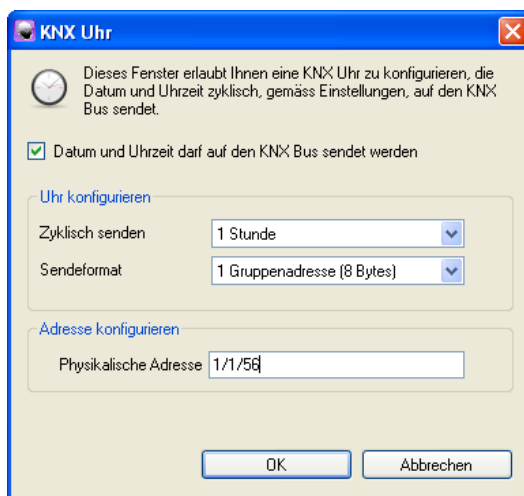 KNX Uhr
Dieses Fenster erlaubt Ihnen eine KNX Uhr zu konfigurieren, die
Datum und Uhrzeit zyklisch, gemäss Einstellungen, auf den KNX
Bus sendet.
Datum und Uhrzeit darf auf den KNX Bus sendet werden
Uhr konfigurieren
Zyklisch senden 1 Stunde
Sendeformat 1 Gruppenadresse (8 Bytes)
Adresse konfigurieren
Physikalische Adresse 1/1/56
OK Abbrechen